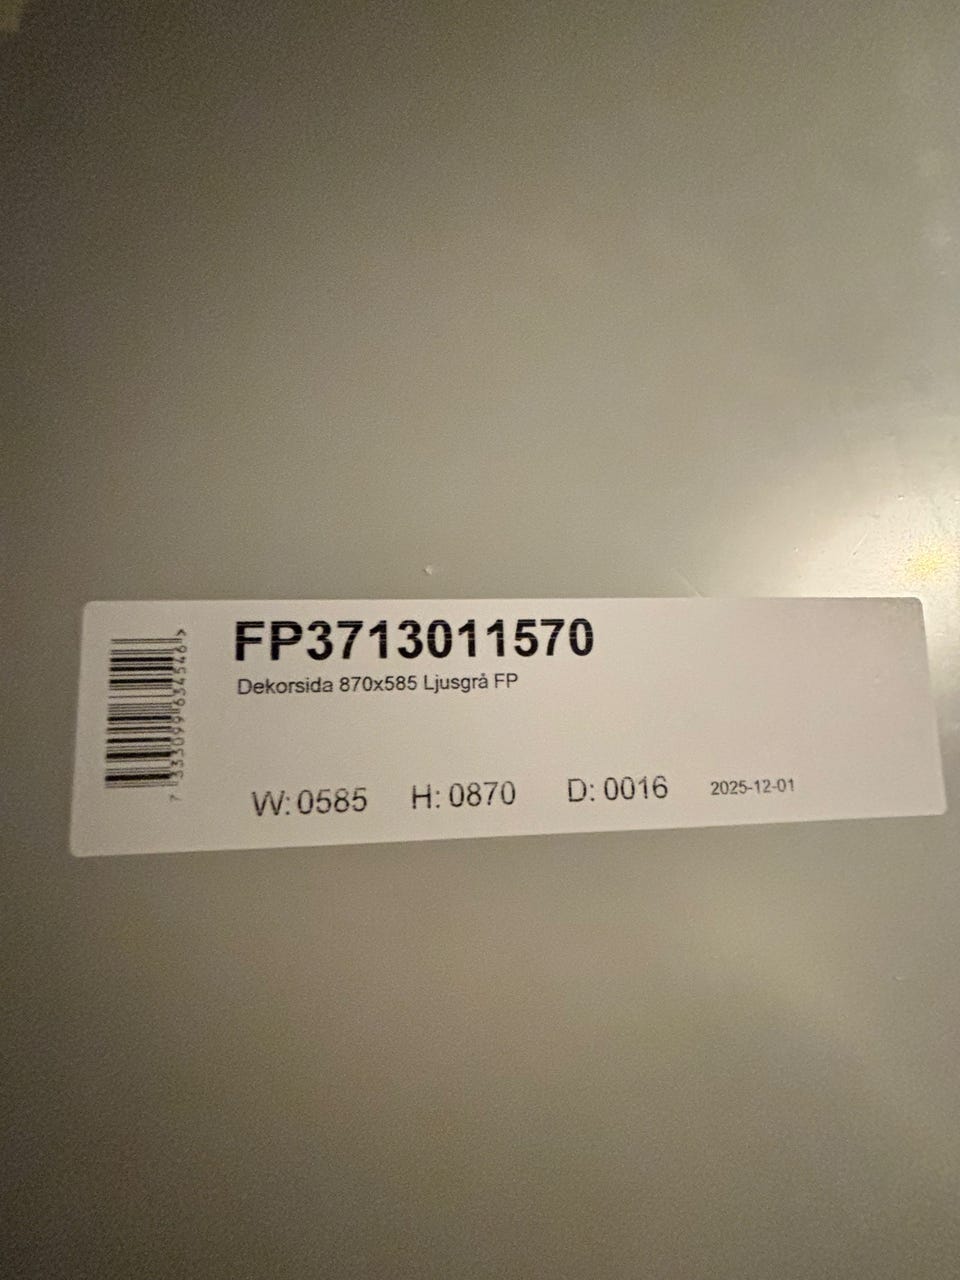 FP3713011570
Dekorsida 870x585 Ljusgrå FP
W:0585 H:0870 D:0016 2025-12-01